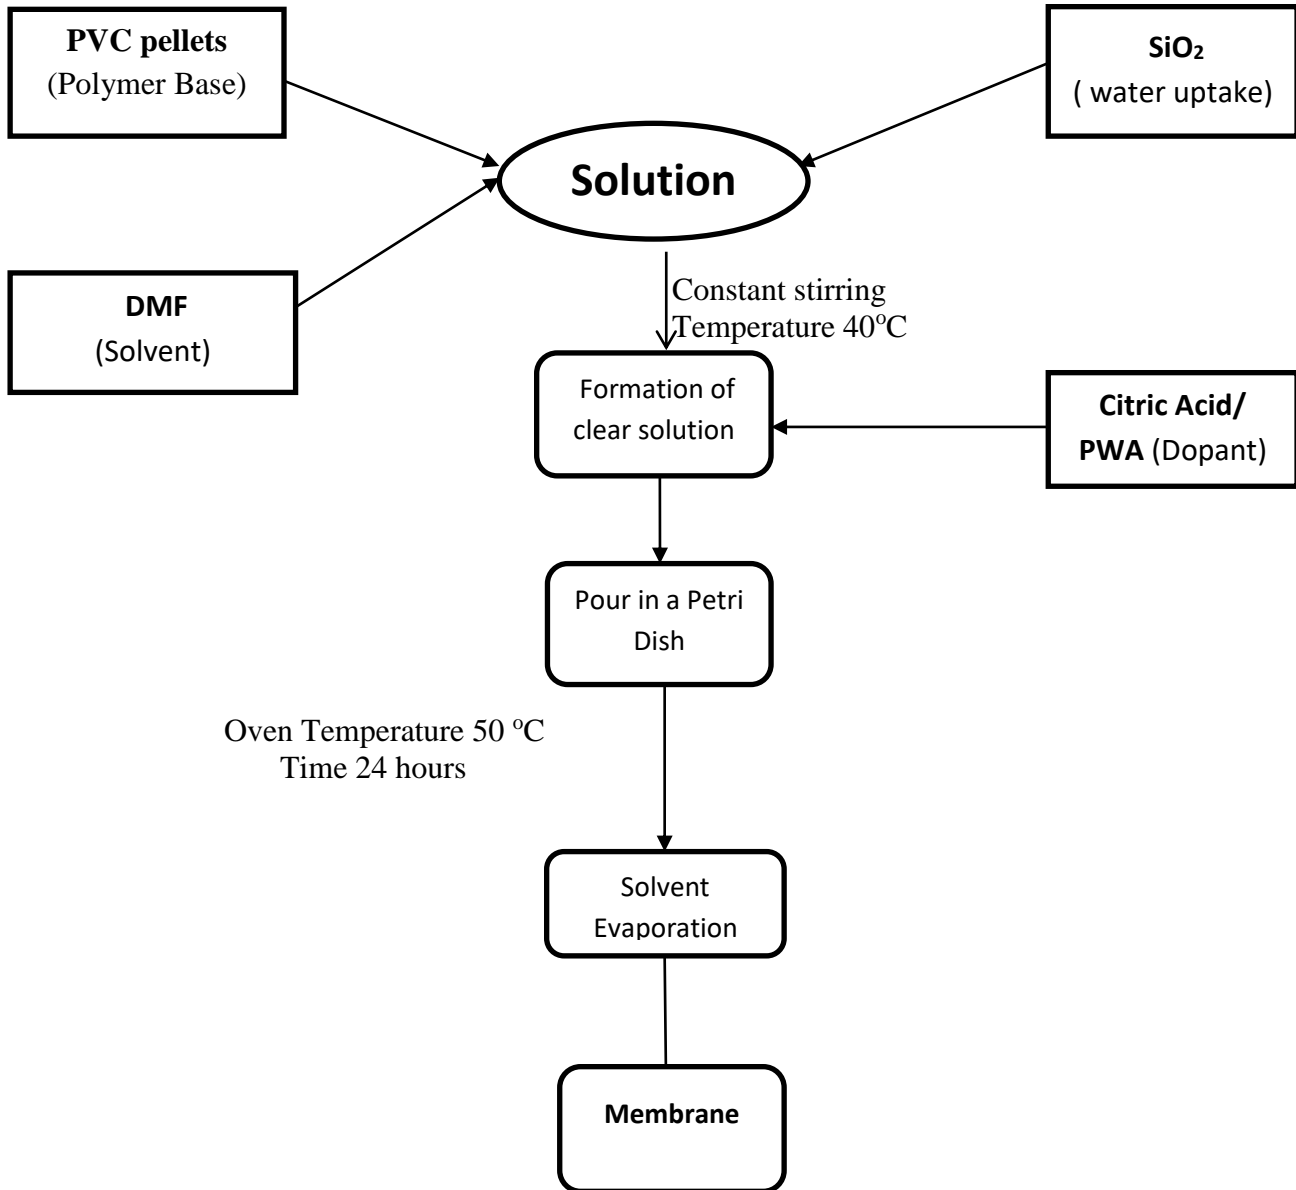 PVC pellets
(Polymer Base)
SiO₂
( water uptake)
Solution
DMF
(Solvent)
Constant stirring
Temperature 40ºC
Formation of
clear solution
Citric Acid/
PWA (Dopant)
Pour in a Petri
Dish
Oven Temperature 50 ºC
Time 24 hours
Solvent
Evaporation
Membrane